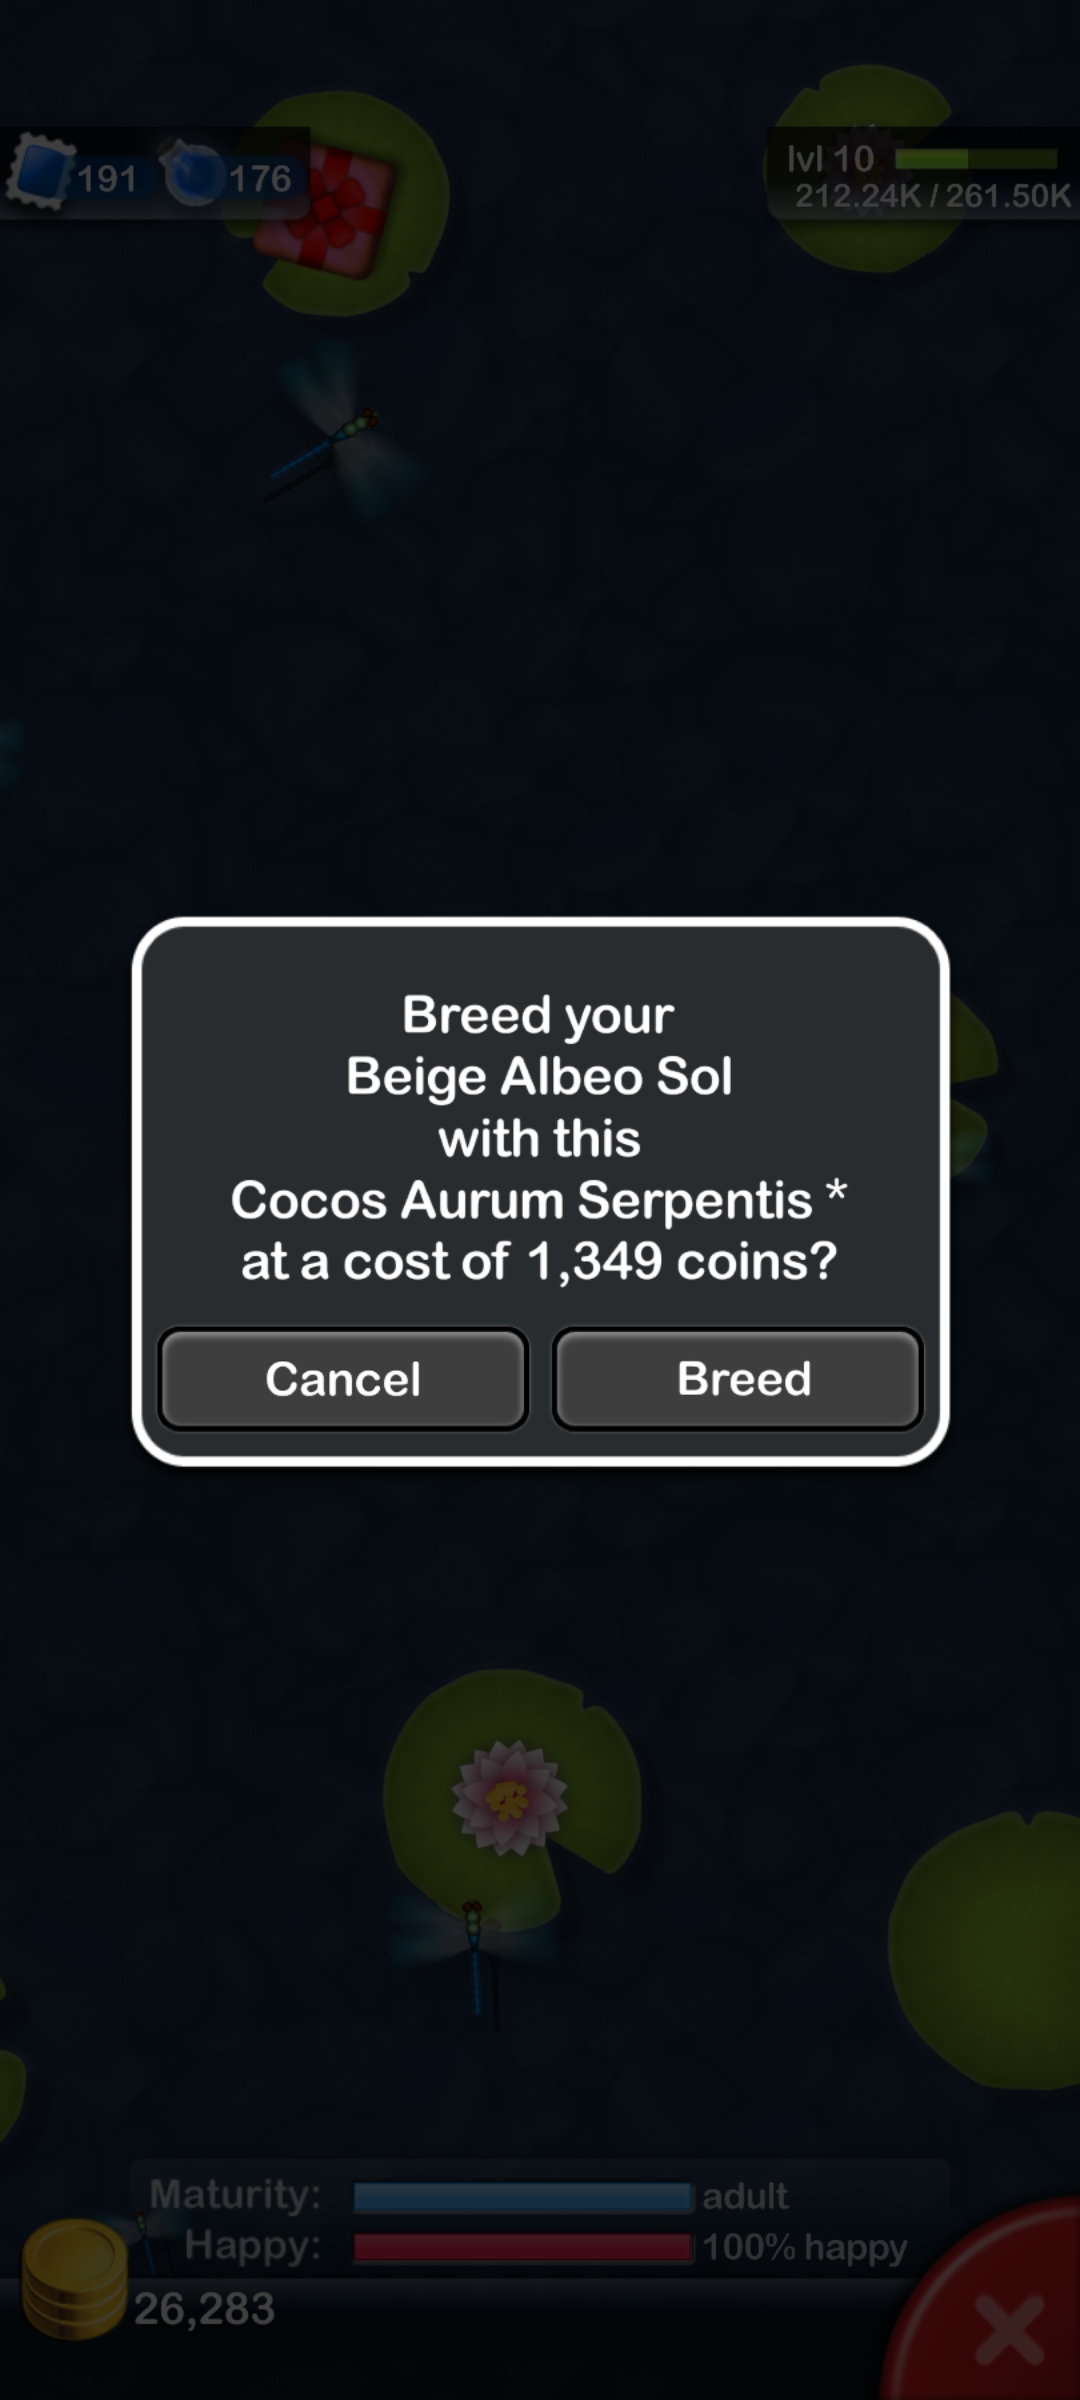 191
176
lvl 10
212.24K / 261.50K
Breed your
Beige Albeo Sol
with this
Cocos Aurum Serpentis *
at a cost of 1,349 coins?
Cancel
Breed
Maturity:
adult
Happy:
100% happy
26,283